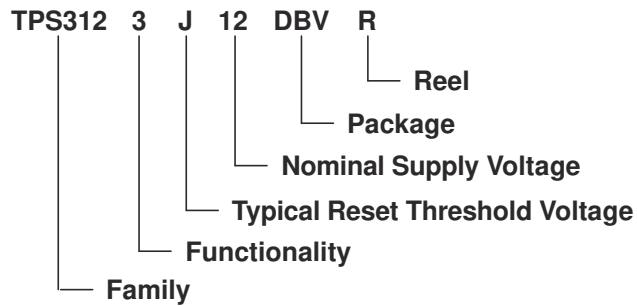 TPS312 3 J 12 DBV R
Reel
Package
Nominal Supply Voltage
Typical Reset Threshold Voltage
Functionality
Family